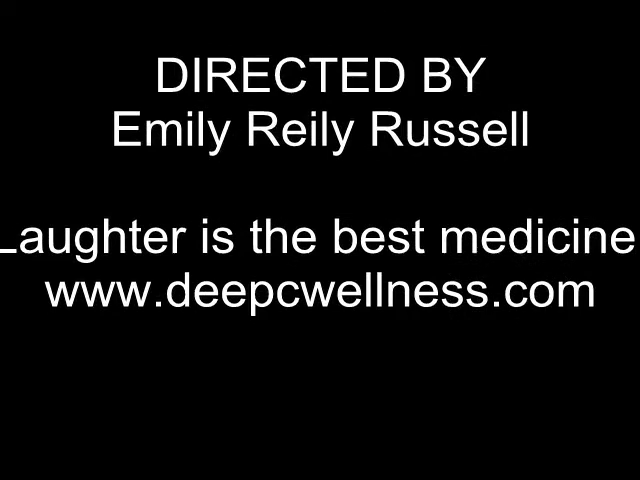 DIRECTED BY
Emily Reily Russell
Laughter is the best medicine
www.deepcwellness.com